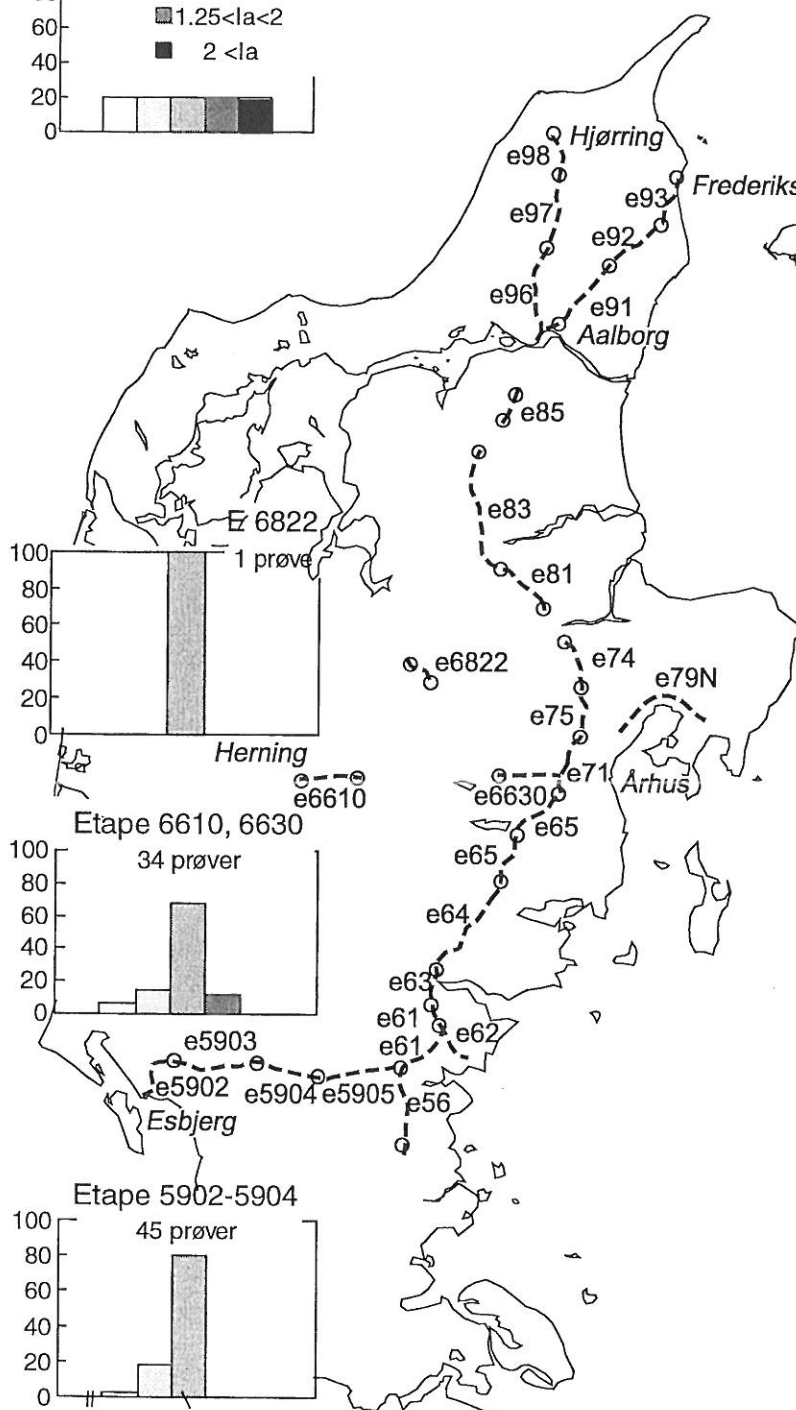 1.25<Ia<2
60
40
2 <Ia
20
0
Hjørring
e98
Frederiks
e93
e97
e92
e96
e91
Aalborg
e85
e83
E 6822
100
1 prøve
80
e81
60
40
e6822
e74
e79N
20
e75
0
Herning
e71
Århus
e6610
e6630
e65
Etape 6610, 6630
100
34 prøver
e65
80
60
e64
40
20
e63
0
e61
e62
e5903
e61
e5902
e5904
e5905
e56
Esbjerg
Etape 5902-5904
100
45 prøver
80
60
40
20
0